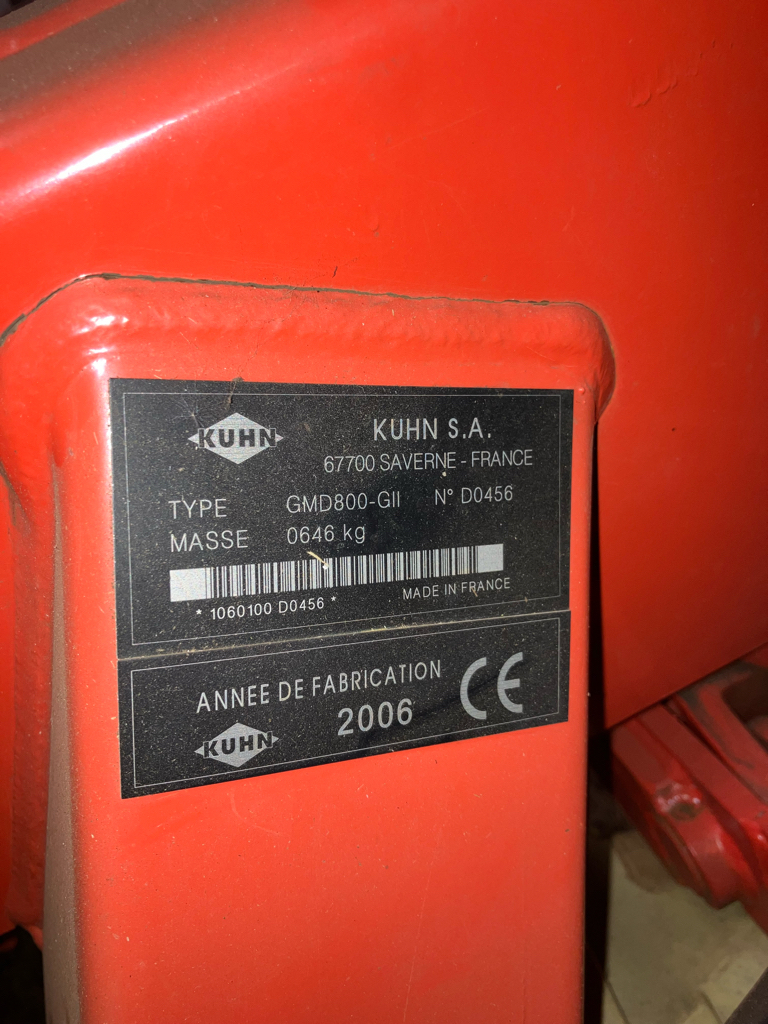 KUHN
KUHN S.A.
67700 SAVERNE - FRANCE
TYPE GMD800-GII N° D0456
MASSE 0646 kg
* 1060100 D0456 *
MADE IN FRANCE
ANNEE DE FABRICATION
2006
KUHN
CE